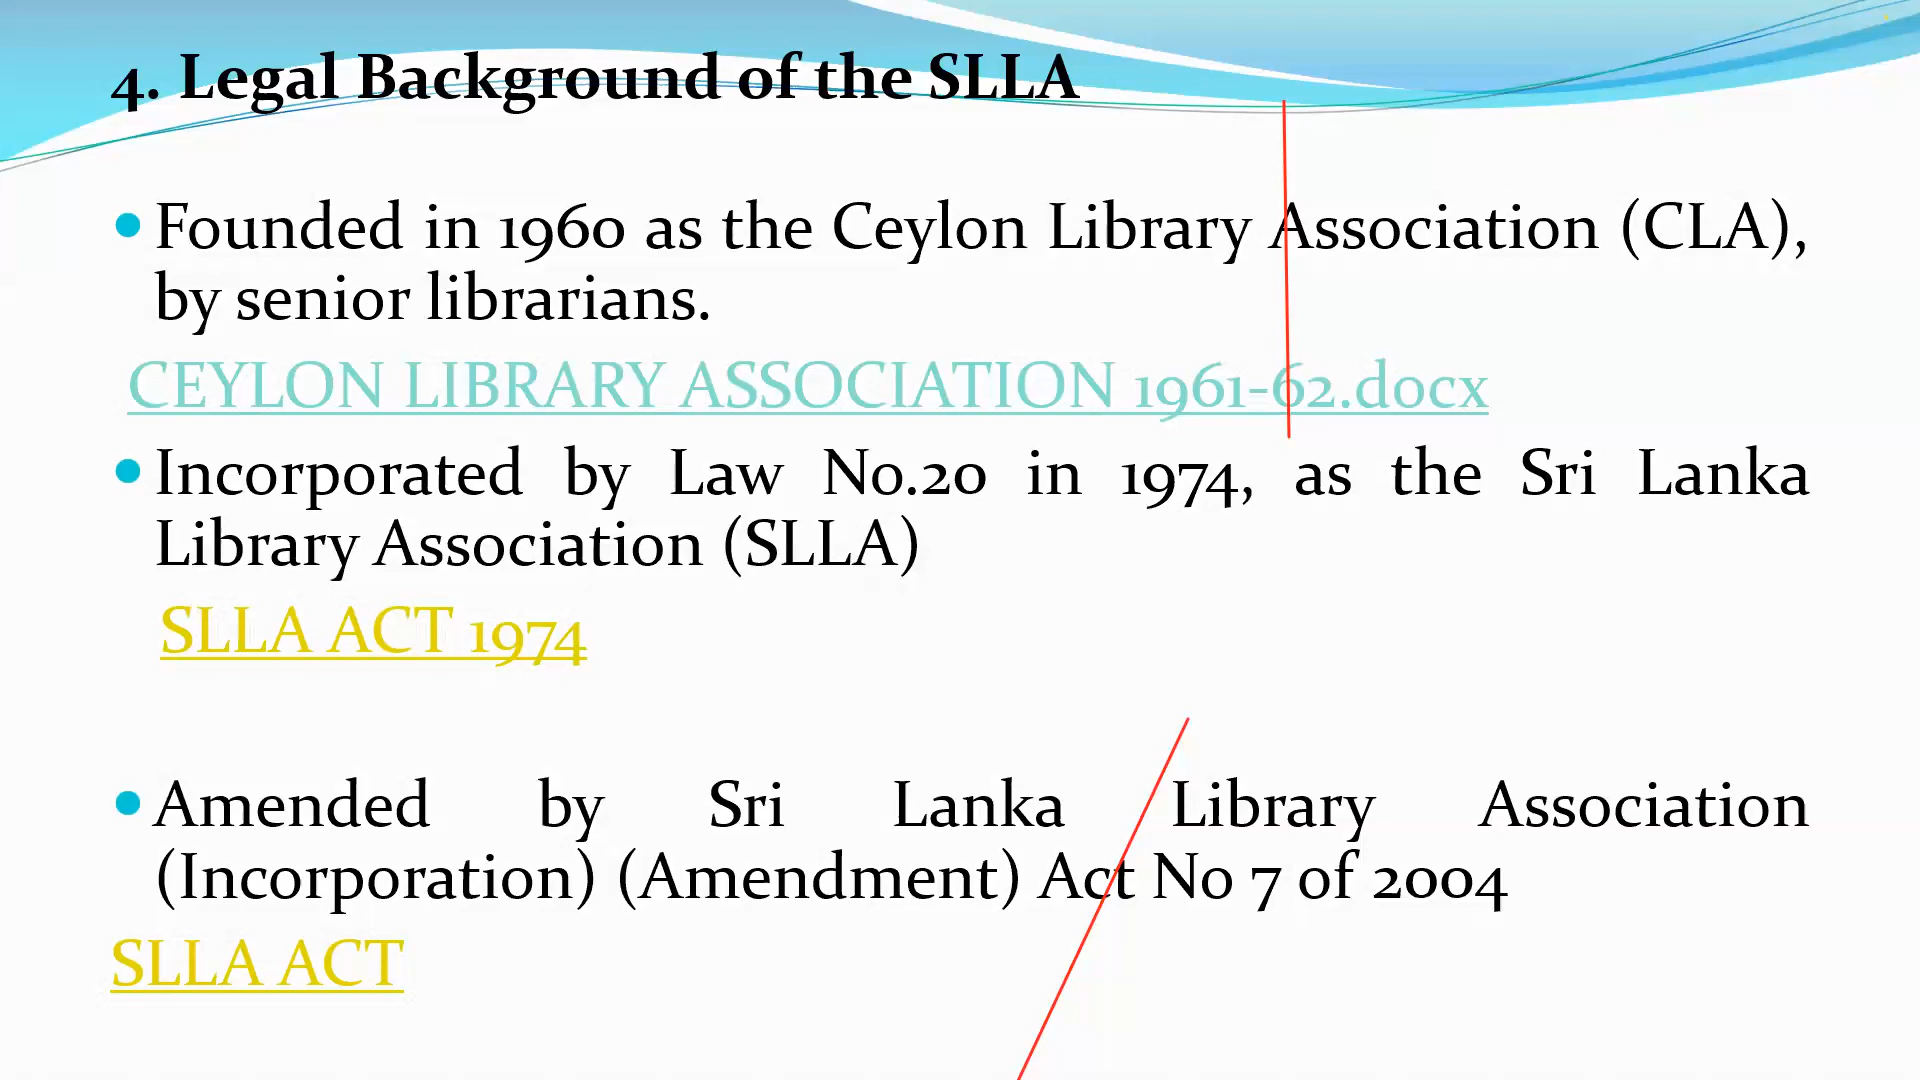 4. Legal Background of the SLLA
Founded in 1960 as the Ceylon Library Association (CLA),
by senior librarians.
CEYLON LIBRARY ASSOCIATION 1961-62.docx
Incorporated by Law No.20 in 1974, as the Sri Lanka
Library Association (SLLA)
SLLA ACT 1974
Amended by Sri Lanka Library Association
(Incorporation) (Amendment) Act No 7 of 2004
SLLA ACT